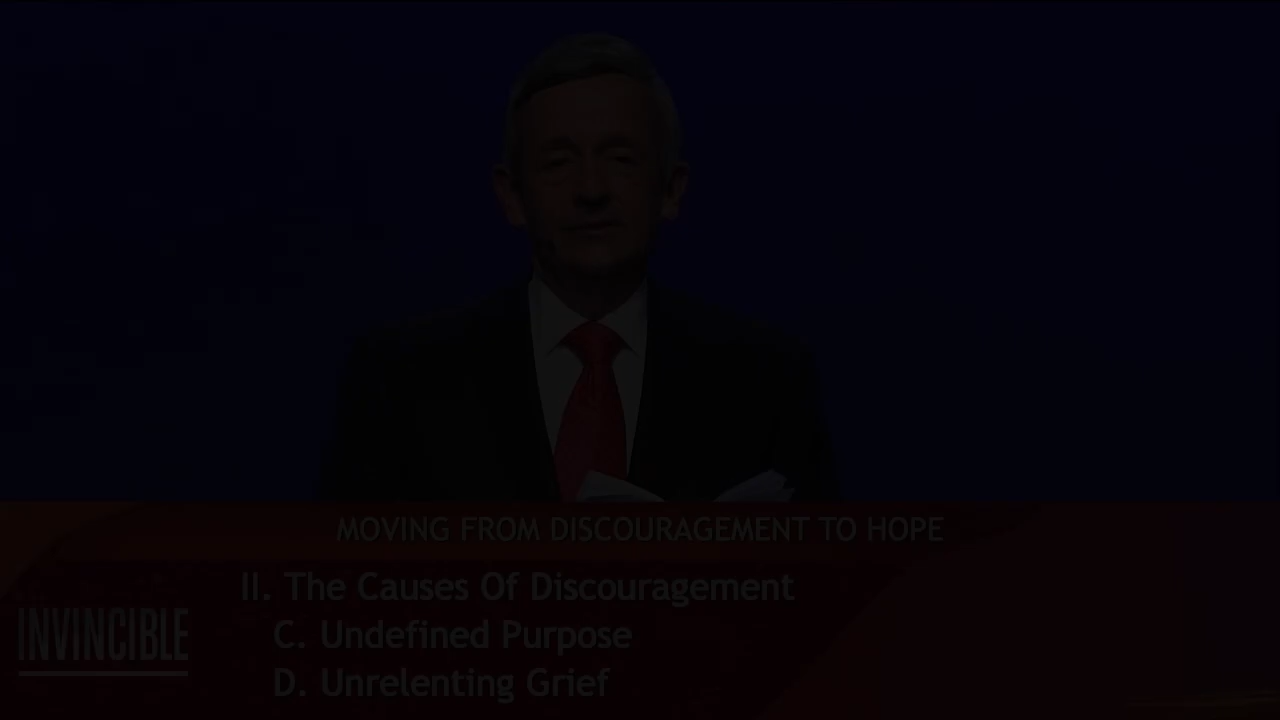 MOVING FROM DISCOURAGEMENT TO HOPE
II. The Causes Of Discouragement
C. Undefined Purpose
D. Unrelenting Grief
INVINCIBLE